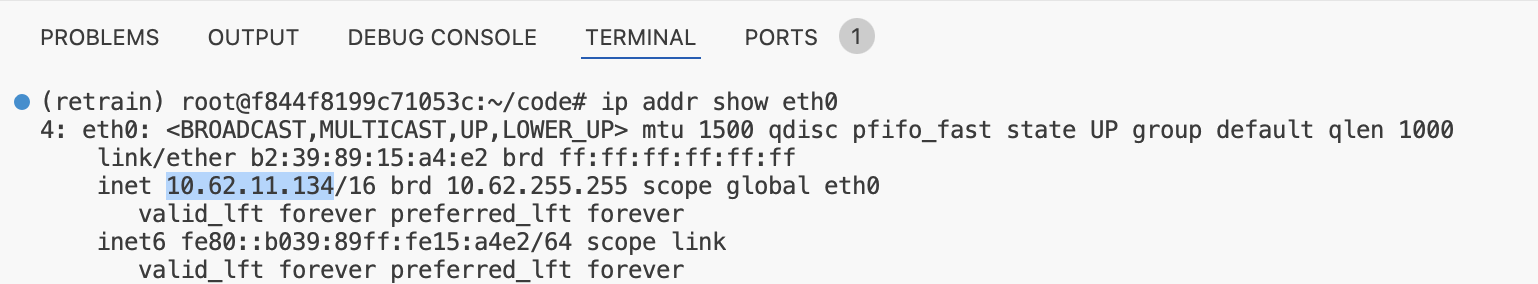 PROBLEMS OUTPUT DEBUG CONSOLE TERMINAL PORTS 1
(retrain) root@f844f8199c71053c:~/code# ip addr show eth0
4: eth0: <BROADCAST,MULTICAST,UP,LOWER_UP> mtu 1500 qdisc pfifo_fast state UP group default qlen 1000
    link/ether b2:39:89:15:a4:e2 brd ff:ff:ff:ff:ff:ff
    inet 10.62.11.134/16 brd 10.62.255.255 scope global eth0
       valid_lft forever preferred_lft forever
    inet6 fe80::b039:89ff:fe15:a4e2/64 scope link
       valid_lft forever preferred_lft forever